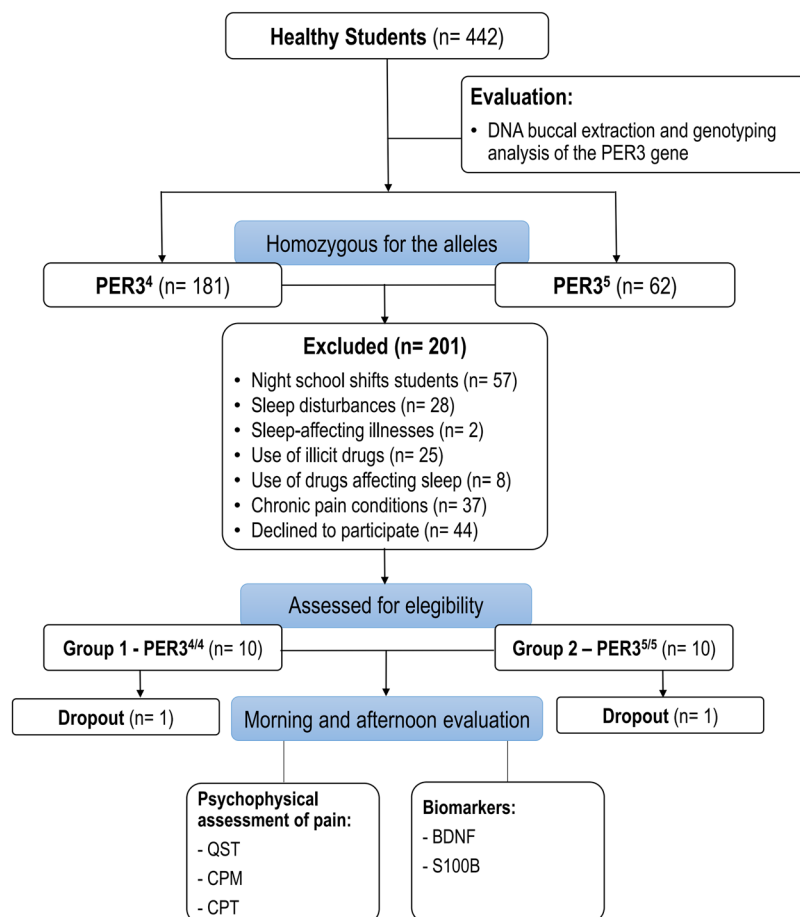 Healthy Students (n= 442)
Evaluation:
• DNA buccal extraction and genotyping
analysis of the PER3 gene
Homozygous for the alleles
PER3⁴ (n= 181)
PER3⁵ (n= 62)
Excluded (n= 201)
• Night school shifts students (n= 57)
• Sleep disturbances (n= 28)
• Sleep-affecting illnesses (n= 2)
• Use of illicit drugs (n= 25)
• Use of drugs affecting sleep (n= 8)
• Chronic pain conditions (n= 37)
• Declined to participate (n= 44)
Assessed for elegibility
Group 1 - PER3⁴/⁴ (n= 10)
Group 2 – PER3⁵/⁵ (n= 10)
Dropout (n= 1)
Dropout (n= 1)
Morning and afternoon evaluation
Psychophysical
assessment of pain:
- QST
- CPM
- CPT
Biomarkers:
- BDNF
- S100B